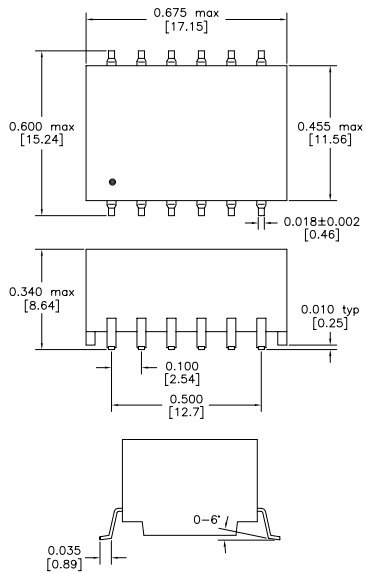 0.675 max
[17.15]
0.600 max
[15.24]
0.455 max
[11.56]
0.018±0.002
[0.46]
0.340 max
[8.64]
0.010 typ
[0.25]
0.100
[2.54]
0.500
[12.7]
0-6°
0.035
[0.89]